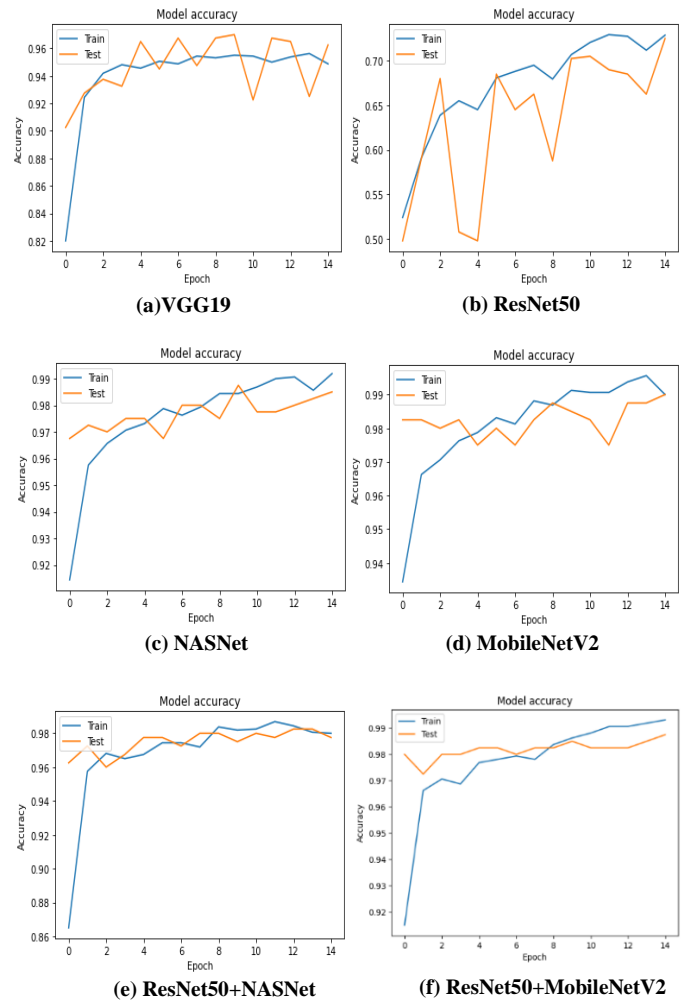 Model accuracy
Train
Test
0.96
0.94
0.92
0.90
0.88
0.86
0.84
0.82
Accuracy
0 2 4 6 8 10 12 14
Epoch
(a)VGG19
Model accuracy
Train
Test
0.70
0.65
0.60
0.55
0.50
Accuracy
0 2 4 6 8 10 12 14
Epoch
(b) ResNet50
Model accuracy
Train
Test
0.99
0.98
0.97
0.96
0.95
0.94
0.93
0.92
Accuracy
0 2 4 6 8 10 12 14
Epoch
(c) NASNet
Model accuracy
Train
Test
0.99
0.98
0.97
0.96
0.95
0.94
Accuracy
0 2 4 6 8 10 12 14
Epoch
(d) MobileNetV2
Model accuracy
Train
Test
0.98
0.96
0.94
0.92
0.90
0.88
0.86
Accuracy
0 2 4 6 8 10 12 14
Epoch
(e) ResNet50+NASNet
Model accuracy
Train
Test
0.99
0.98
0.97
0.96
0.95
0.94
0.93
0.92
Accuracy
0 2 4 6 8 10 12 14
Epoch
(f) ResNet50+MobileNetV2